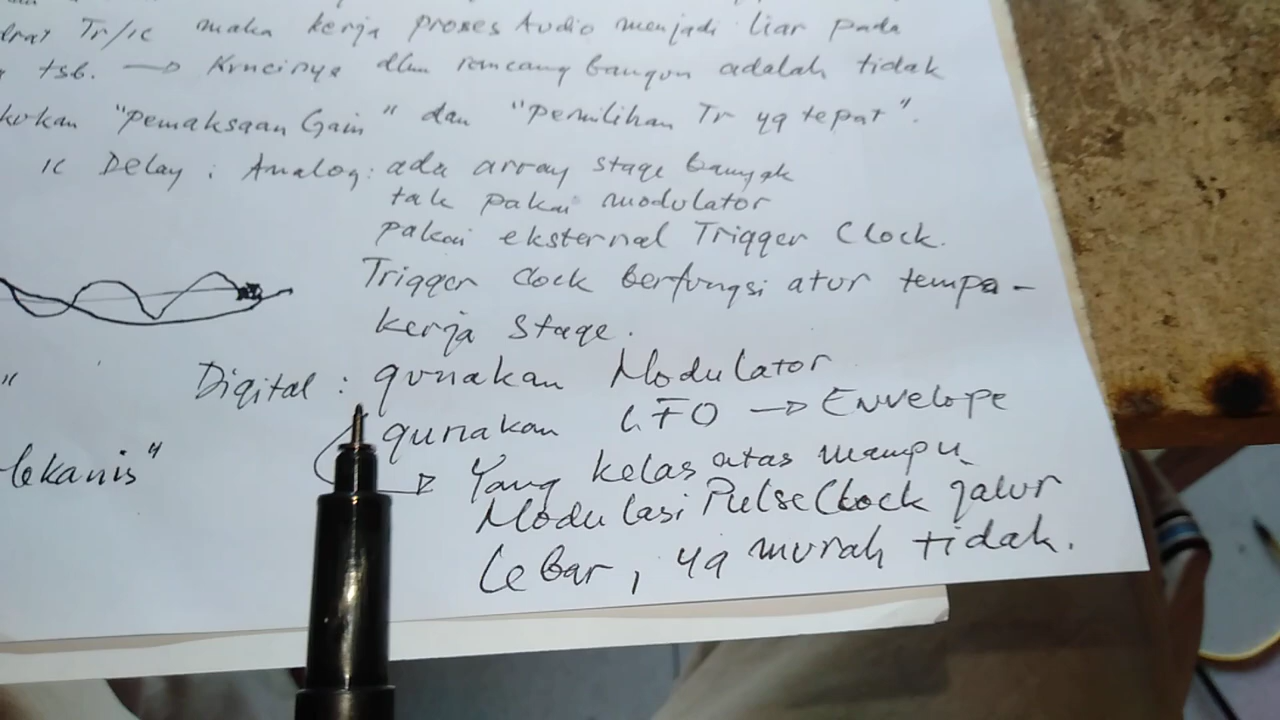 Tr/ic maka kerja proses Audio menjadi liar pada
tsb. → Kuncinya dlm rancang bangun adalah tidak
"Pemaksaan Gain" dan "Pemilihan Tr yg tepat".
IC Delay : Analog : ada array stage banyak
tak pakai modulator
pakai eksternal Trigger Clock.
Trigger Clock berfungsi atur tempa-
kerja Stage.
" Digital : gunakan Modulator
gunakan LFO → Envelope
lekanis" Yang kelas atas mampu
Modulasi Pulse Clock jalur
Lebar, yg murah tidak.